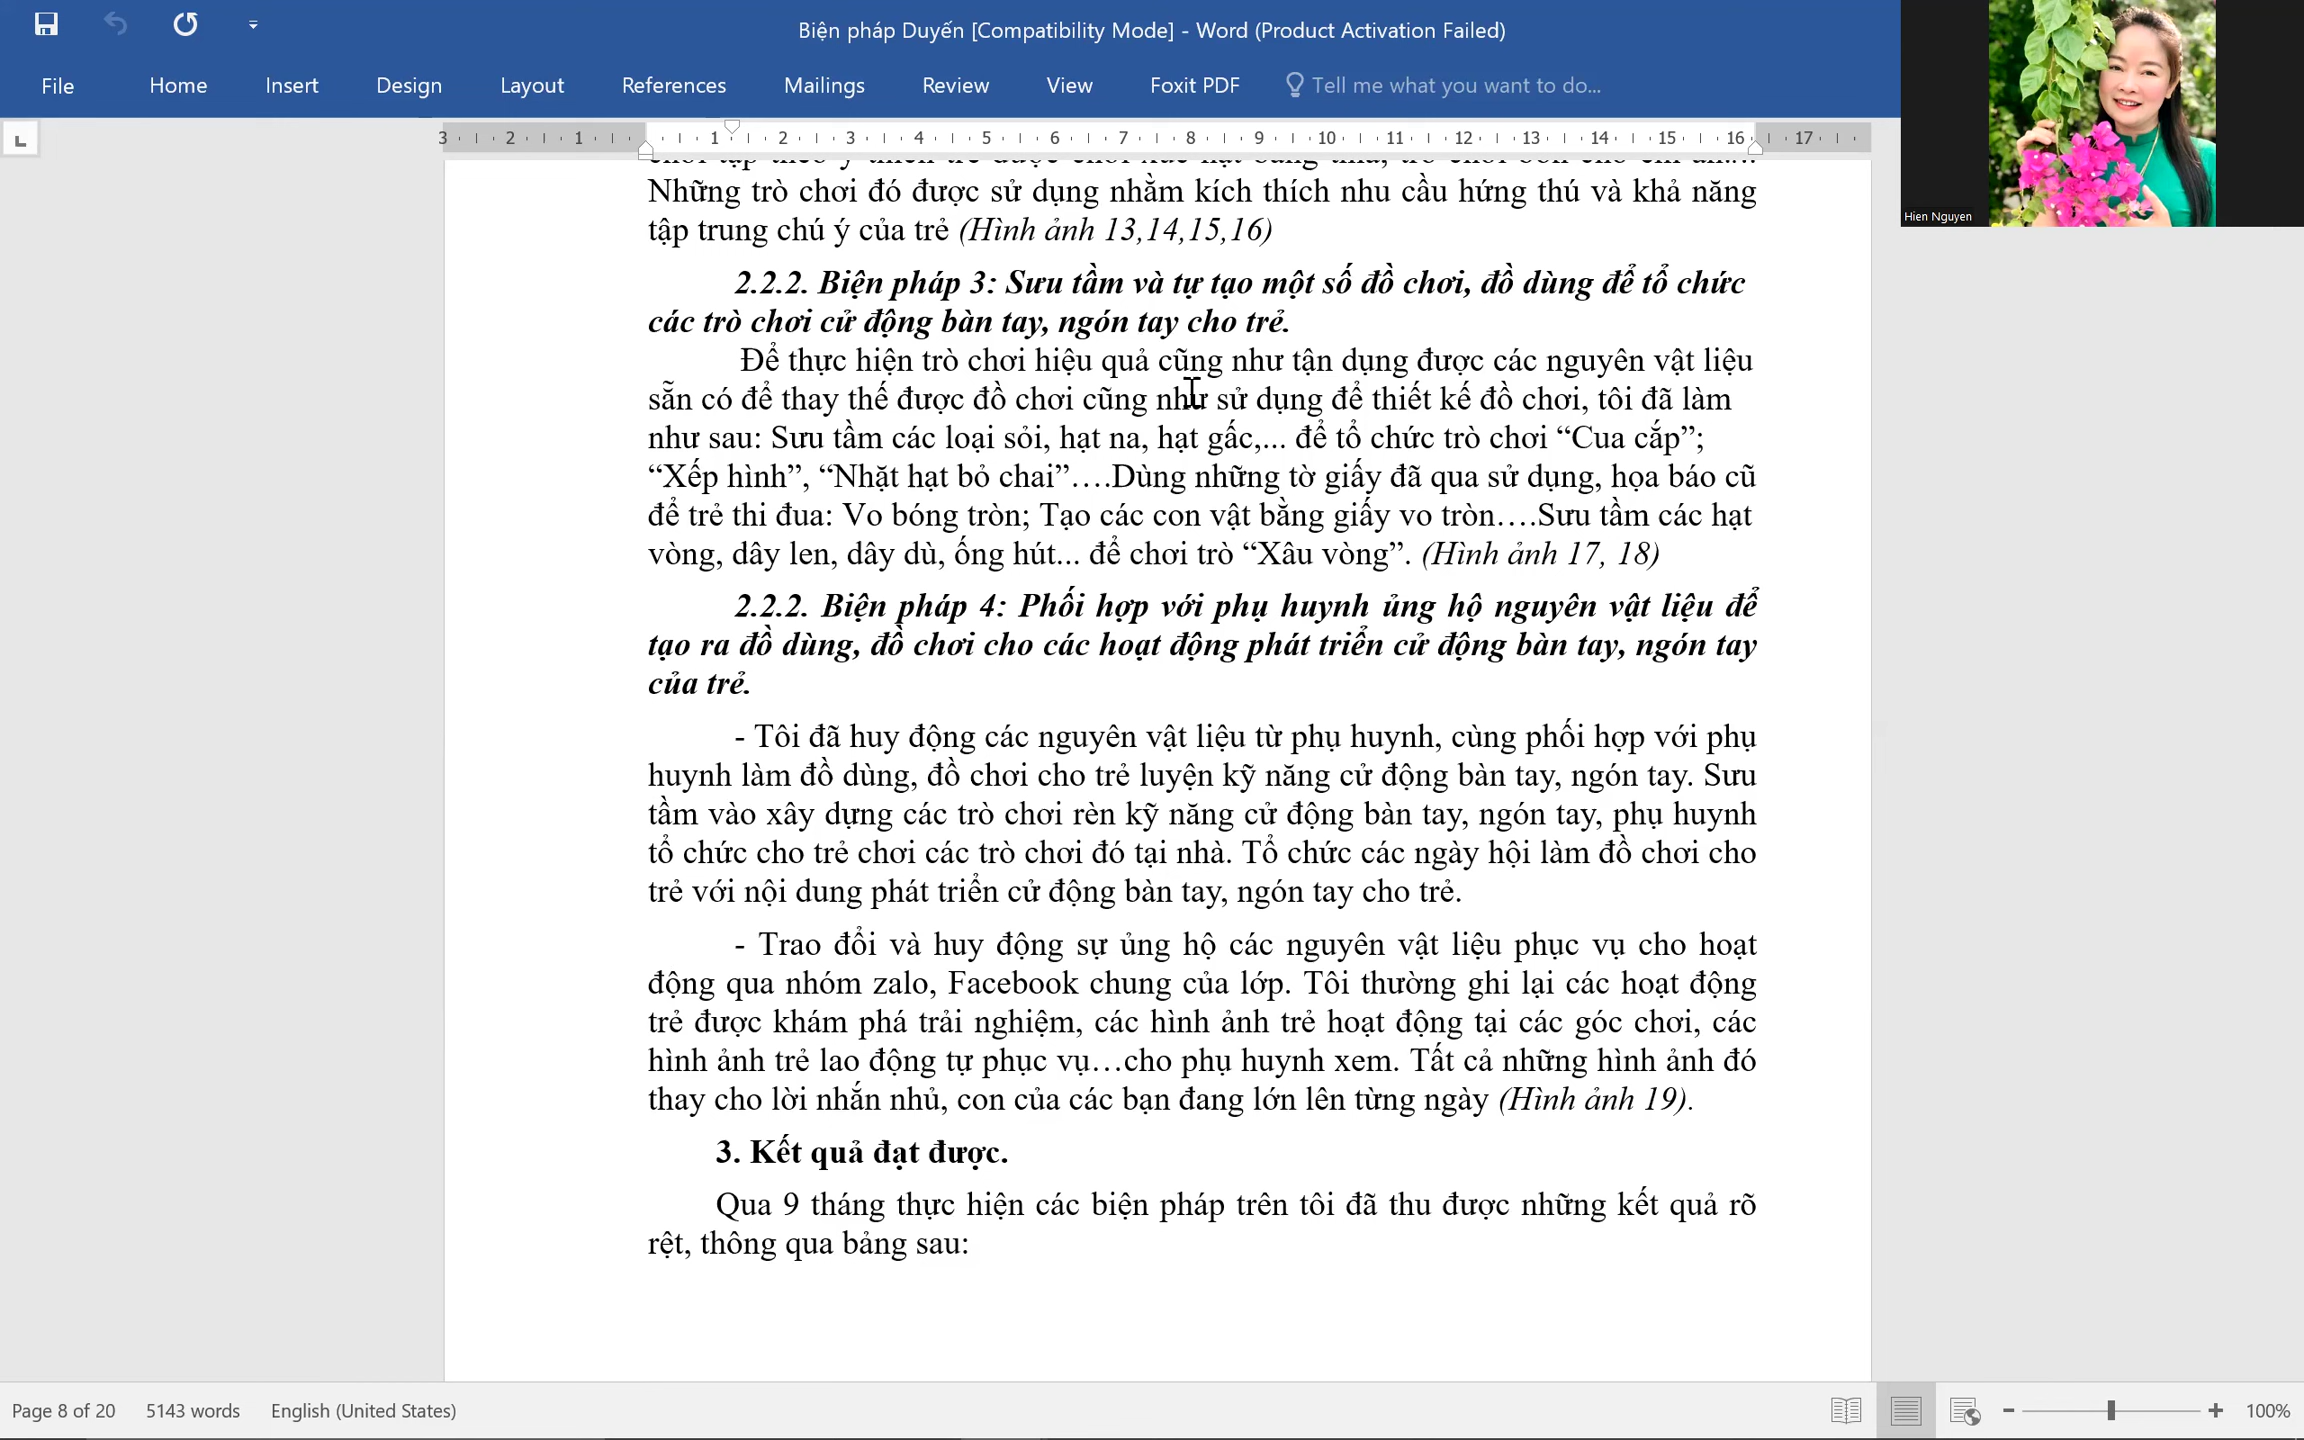 Biện pháp Duyến [Compatibility Mode] - Word (Product Activation Failed)
File Home Insert Design Layout References Mailings Review View Foxit PDF Tell me what you want to do...
Hien Nguyen
3 2 1 1 2 3 4 5 6 7 8 9 10 11 12 13 14 15 16 17
Những trò chơi đó được sử dụng nhằm kích thích nhu cầu hứng thú và khả năng
tập trung chú ý của trẻ (Hình ảnh 13,14,15,16)
2.2.2. Biện pháp 3: Sưu tầm và tự tạo một số đồ chơi, đồ dùng để tổ chức
các trò chơi cử động bàn tay, ngón tay cho trẻ.
Để thực hiện trò chơi hiệu quả cũng như tận dụng được các nguyên vật liệu
sẵn có để thay thế được đồ chơi cũng như sử dụng để thiết kế đồ chơi, tôi đã làm
như sau: Sưu tầm các loại sỏi, hạt na, hạt gấc,... để tổ chức trò chơi “Cua cắp”;
“Xếp hình”, “Nhặt hạt bỏ chai”….Dùng những tờ giấy đã qua sử dụng, họa báo cũ
để trẻ thi đua: Vo bóng tròn; Tạo các con vật bằng giấy vo tròn….Sưu tầm các hạt
vòng, dây len, dây dù, ống hút... để chơi trò “Xâu vòng”. (Hình ảnh 17, 18)
2.2.2. Biện pháp 4: Phối hợp với phụ huynh ủng hộ nguyên vật liệu để
tạo ra đồ dùng, đồ chơi cho các hoạt động phát triển cử động bàn tay, ngón tay
của trẻ.
- Tôi đã huy động các nguyên vật liệu từ phụ huynh, cùng phối hợp với phụ
huynh làm đồ dùng, đồ chơi cho trẻ luyện kỹ năng cử động bàn tay, ngón tay. Sưu
tầm vào xây dựng các trò chơi rèn kỹ năng cử động bàn tay, ngón tay, phụ huynh
tổ chức cho trẻ chơi các trò chơi đó tại nhà. Tổ chức các ngày hội làm đồ chơi cho
trẻ với nội dung phát triển cử động bàn tay, ngón tay cho trẻ.
- Trao đổi và huy động sự ủng hộ các nguyên vật liệu phục vụ cho hoạt
động qua nhóm zalo, Facebook chung của lớp. Tôi thường ghi lại các hoạt động
trẻ được khám phá trải nghiệm, các hình ảnh trẻ hoạt động tại các góc chơi, các
hình ảnh trẻ lao động tự phục vụ…cho phụ huynh xem. Tất cả những hình ảnh đó
thay cho lời nhắn nhủ, con của các bạn đang lớn lên từng ngày (Hình ảnh 19).
3. Kết quả đạt được.
Qua 9 tháng thực hiện các biện pháp trên tôi đã thu được những kết quả rõ
rệt, thông qua bảng sau:
Page 8 of 20 5143 words English (United States) 100%